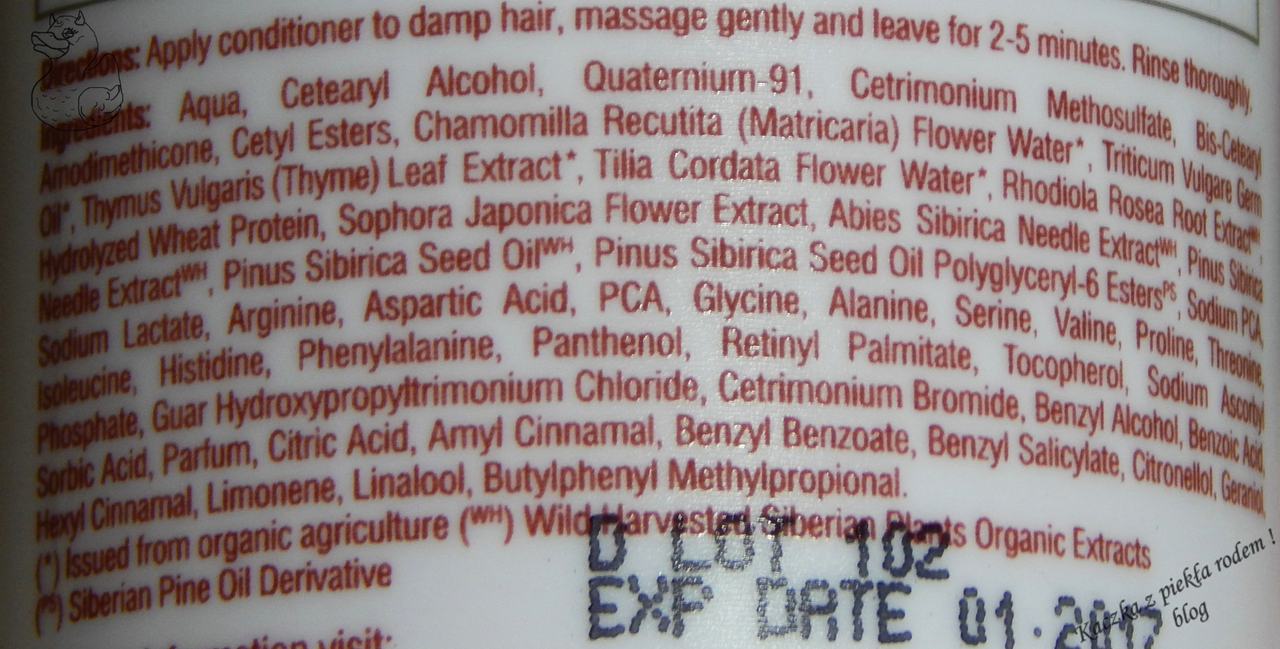 Directions: Apply conditioner to damp hair, massage gently and leave for 2-5 minutes. Rinse thoroughly.
Ingredients: Aqua, Cetearyl Alcohol, Quaternium-91, Cetrimonium Methosulfate, Bis-Cetearyl
Amodimethicone, Cetyl Esters, Chamomilla Recutita (Matricaria) Flower Water*, Triticum Vulgare Germ
Oil*, Thymus Vulgaris (Thyme) Leaf Extract*, Tilia Cordata Flower Water*, Rhodiola Rosea Root Extract WH,
Hydrolyzed Wheat Protein, Sophora Japonica Flower Extract, Abies Sibirica Needle Extract WH, Pinus Sibirica
Needle Extract WH, Pinus Sibirica Seed Oil WH, Pinus Sibirica Seed Oil Polyglyceryl-6 Esters PS, Sodium PCA,
Sodium Lactate, Arginine, Aspartic Acid, PCA, Glycine, Alanine, Serine, Valine, Proline, Threonine,
Isoleucine, Histidine, Phenylalanine, Panthenol, Retinyl Palmitate, Tocopherol, Sodium Ascorbyl
Phosphate, Guar Hydroxypropyltrimonium Chloride, Cetrimonium Bromide, Benzyl Alcohol, Benzoic Acid,
Sorbic Acid, Parfum, Citric Acid, Amyl Cinnamal, Benzyl Benzoate, Benzyl Salicylate, Citronellol, Geraniol,
Hexyl Cinnamal, Limonene, Linalool, Butylphenyl Methylpropional.
(*) Issued from organic agriculture (WH) Wild Harvested Siberian Plants Organic Extracts
(PS) Siberian Pine Oil Derivative
D LOT 102
EXP DATE 01.2017
visit:
Kaczka z piekła rodem !
blog